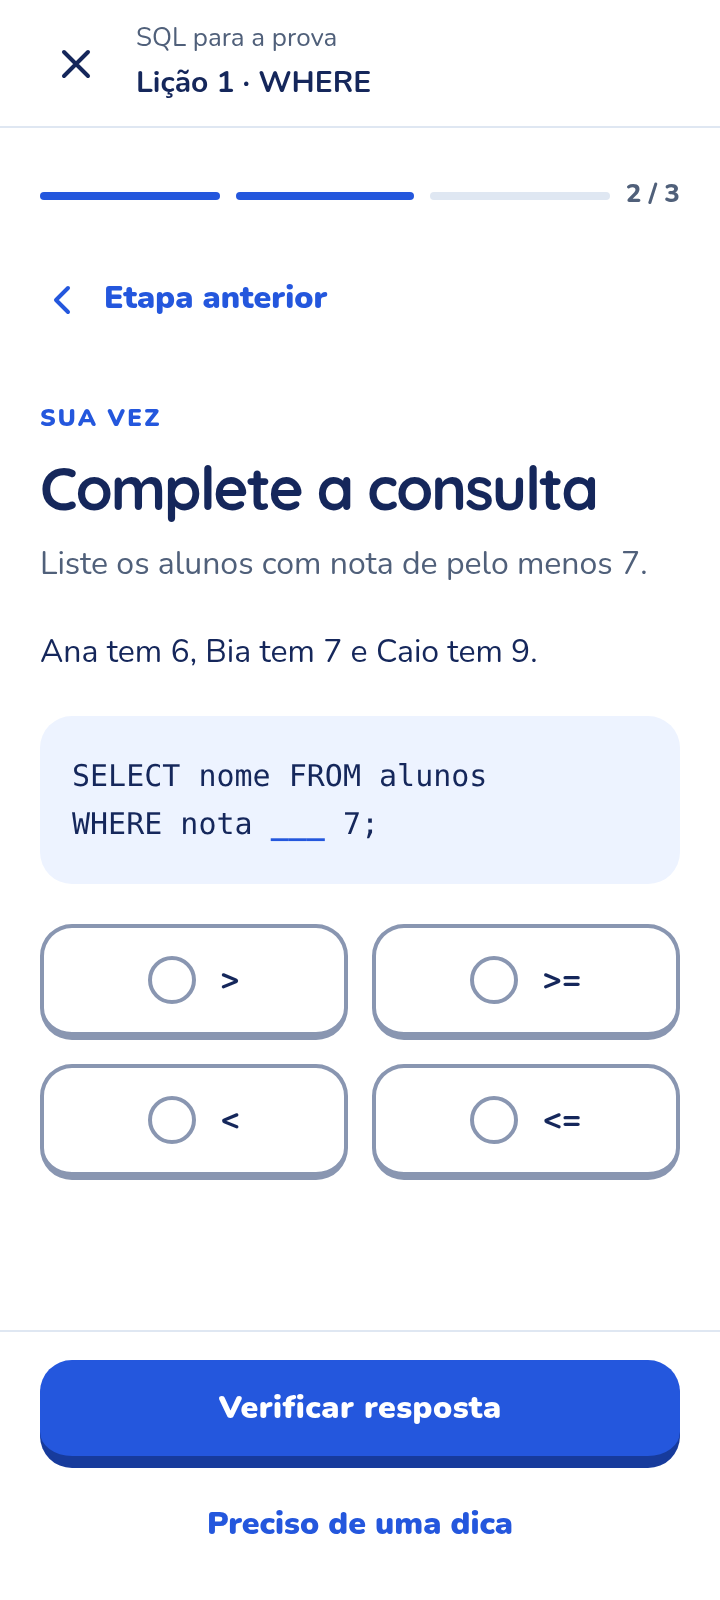 SQL para a prova
Lição 1 · WHERE
2 / 3
Etapa anterior
SUA VEZ
Complete a consulta
Liste os alunos com nota de pelo menos 7.
Ana tem 6, Bia tem 7 e Caio tem 9.
SELECT nome FROM alunos
WHERE nota ___ 7;
>
>=
<
<=
Verificar resposta
Preciso de uma dica